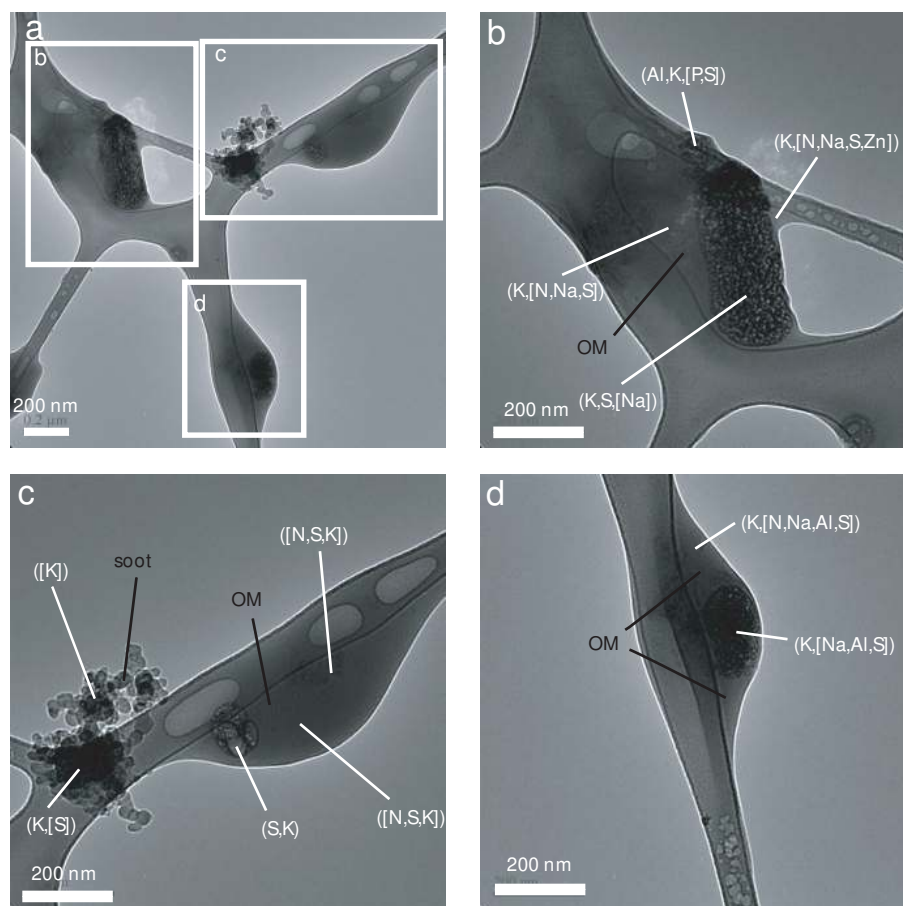 a
b
c
d
200 nm
0.2 µm
b
(Al,K,[P,S])
(K,[N,Na,S,Zn])
(K,[N,Na,S])
OM
(K,S,[Na])
200 nm
c
([N,S,K])
soot
([K])
OM
(K,[S])
(S,K)
([N,S,K])
200 nm
d
(K,[N,Na,Al,S])
OM
(K,[Na,Al,S])
200 nm